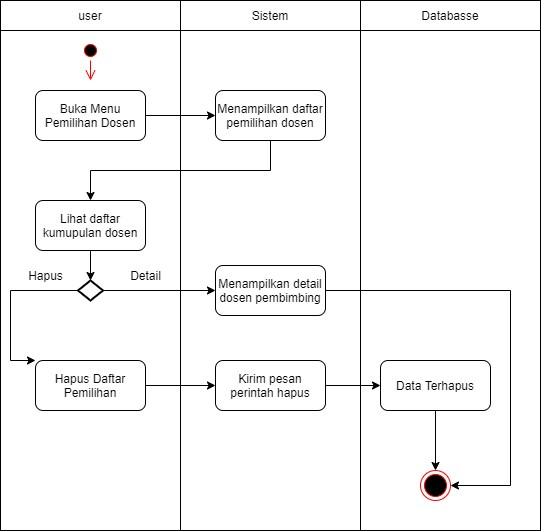 user
Sistem
Databasse
Buka Menu
Pemilihan Dosen
Menampilkan daftar
pemilihan dosen
Lihat daftar
kumupulan dosen
Hapus
Detail
Menampilkan detail
dosen pembimbing
Hapus Daftar
Pemilihan
Kirim pesan
perintah hapus
Data Terhapus